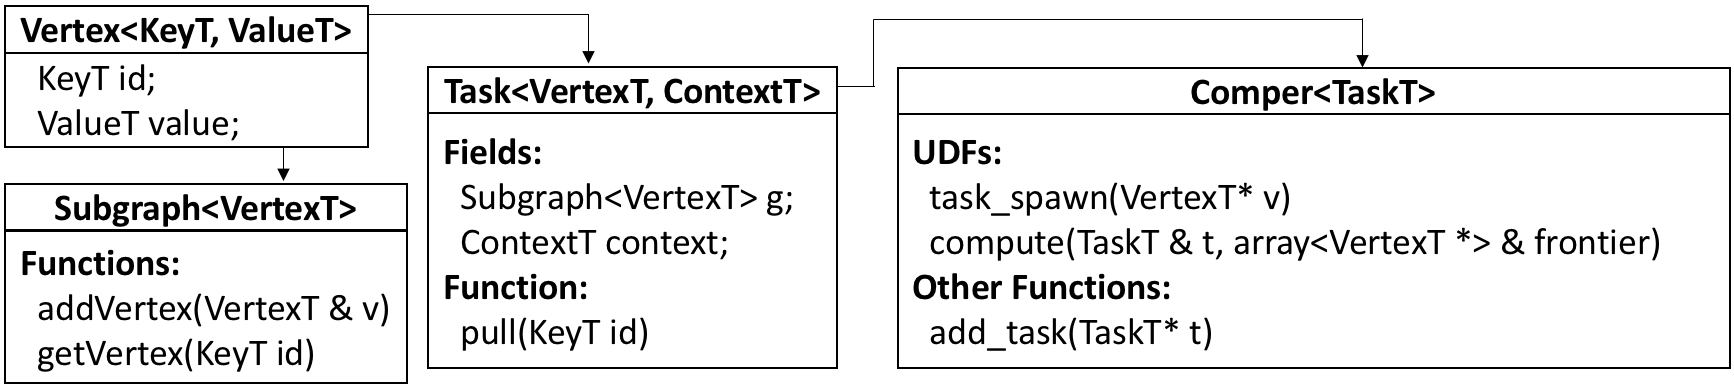 Vertex<KeyT, ValueT>
KeyT id;
ValueT value;
Subgraph<VertexT>
Functions:
addVertex(VertexT & v)
getVertex(KeyT id)
Task<VertexT, ContextT>
Fields:
Subgraph<VertexT> g;
ContextT context;
Function:
pull(KeyT id)
Comper<TaskT>
UDFs:
task_spawn(VertexT* v)
compute(TaskT & t, array<VertexT *> & frontier)
Other Functions:
add_task(TaskT* t)